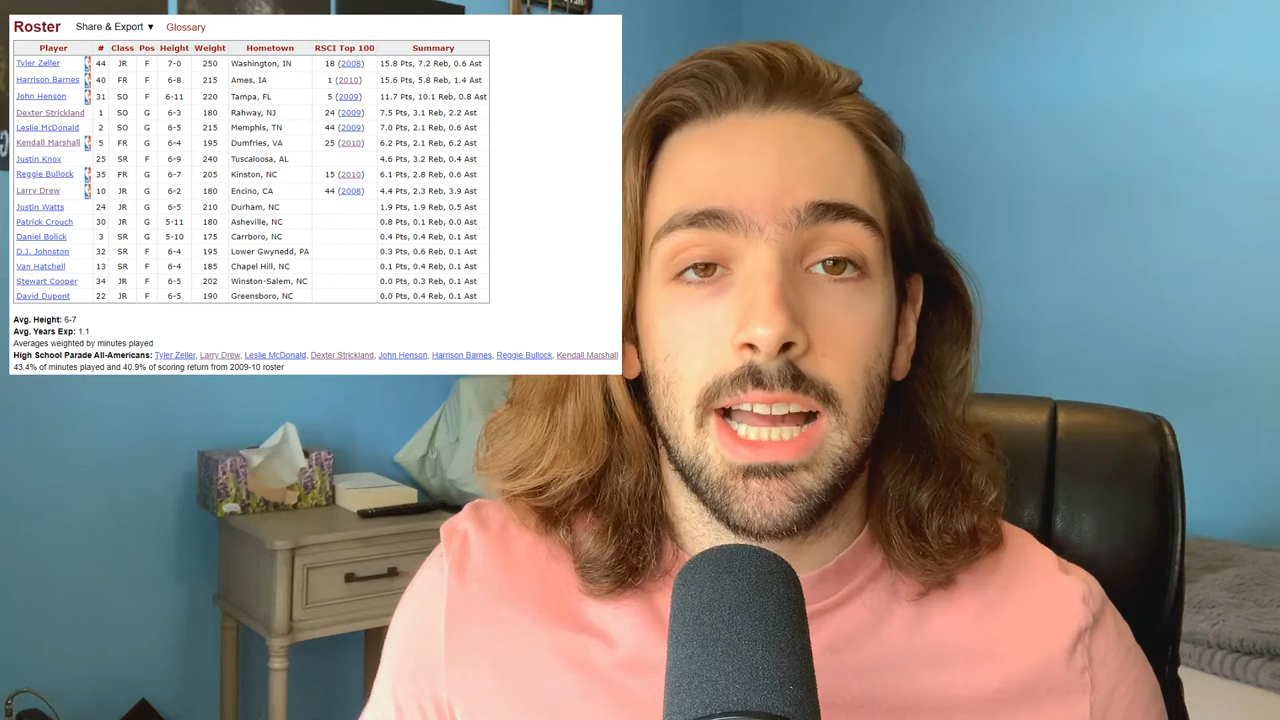 Roster Share & Export ▼ Glossary
Player # Class Pos Height Weight Hometown RSCI Top 100 Summary
Tyler Zeller 44 JR F 7-0 250 Washington, IN 18 (2008) 15.8 Pts, 7.2 Reb, 0.6 Ast
Harrison Barnes 40 FR F 6-8 215 Ames, IA 1 (2010) 15.6 Pts, 5.8 Reb, 1.4 Ast
John Henson 31 SO F 6-11 220 Tampa, FL 5 (2009) 11.7 Pts, 10.1 Reb, 0.8 Ast
Dexter Strickland 1 SO G 6-3 180 Rahway, NJ 24 (2009) 7.5 Pts, 3.1 Reb, 2.2 Ast
Leslie McDonald 2 SO G 6-5 215 Memphis, TN 44 (2009) 7.0 Pts, 2.1 Reb, 0.6 Ast
Kendall Marshall 5 FR G 6-4 195 Dumfries, VA 25 (2010) 6.2 Pts, 2.1 Reb, 6.2 Ast
Justin Knox 25 SR F 6-9 240 Tuscaloosa, AL 4.6 Pts, 3.2 Reb, 0.4 Ast
Reggie Bullock 35 FR G 6-7 205 Kinston, NC 15 (2010) 6.1 Pts, 2.8 Reb, 0.6 Ast
Larry Drew 10 JR G 6-2 180 Encino, CA 44 (2008) 4.4 Pts, 2.3 Reb, 3.9 Ast
Justin Watts 24 JR G 6-5 210 Durham, NC 1.9 Pts, 1.9 Reb, 0.5 Ast
Patrick Crouch 30 JR G 5-11 180 Asheville, NC 0.8 Pts, 0.1 Reb, 0.0 Ast
Daniel Bolick 3 SR G 5-10 175 Carrboro, NC 0.4 Pts, 0.4 Reb, 0.1 Ast
D.J. Johnston 32 SR F 6-4 195 Lower Gwynedd, PA 0.3 Pts, 0.6 Reb, 0.1 Ast
Van Hatchell 13 SR F 6-4 185 Chapel Hill, NC 0.1 Pts, 0.4 Reb, 0.1 Ast
Stewart Cooper 34 JR F 6-5 202 Winston-Salem, NC 0.0 Pts, 0.3 Reb, 0.1 Ast
David Dupont 22 JR F 6-5 190 Greensboro, NC 0.0 Pts, 0.4 Reb, 0.1 Ast
Avg. Height: 6-7
Avg. Years Exp: 1.1
Averages weighted by minutes played
High School Parade All-Americans: Tyler Zeller, Larry Drew, Leslie McDonald, Dexter Strickland, John Henson, Harrison Barnes, Reggie Bullock, Kendall Marshall
43.4% of minutes played and 40.9% of scoring return from 2009-10 roster